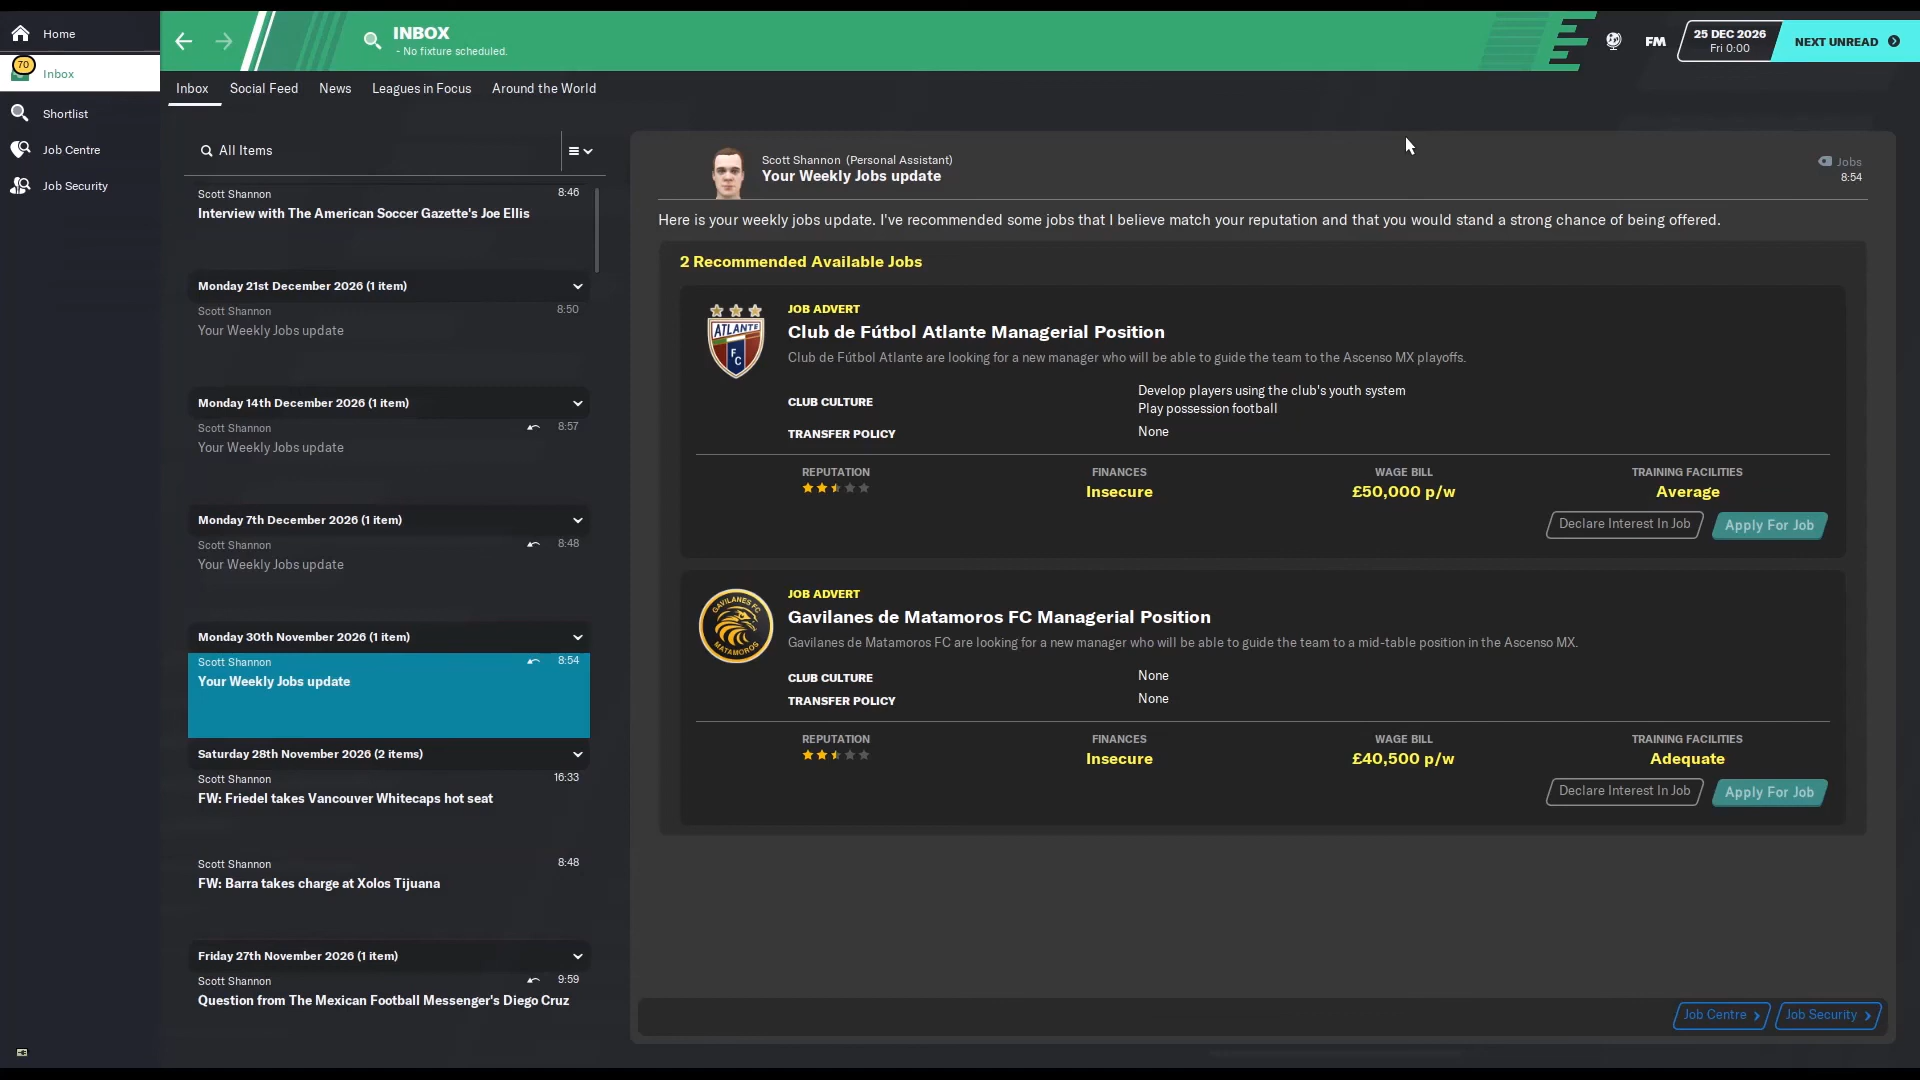 Home
70
Inbox
Shortlist
Job Centre
Job Security
INBOX
- No fixture scheduled.
FM
25 DEC 2026
Fri 0:00
NEXT UNREAD
Inbox
Social Feed
News
Leagues in Focus
Around the World
All Items
Scott Shannon
8:46
Interview with The American Soccer Gazette's Joe Ellis
Monday 21st December 2026 (1 item)
Scott Shannon
8:50
Your Weekly Jobs update
Monday 14th December 2026 (1 item)
Scott Shannon
8:57
Your Weekly Jobs update
Monday 7th December 2026 (1 item)
Scott Shannon
8:48
Your Weekly Jobs update
Monday 30th November 2026 (1 item)
Scott Shannon
8:54
Your Weekly Jobs update
Saturday 28th November 2026 (2 items)
Scott Shannon
16:33
FW: Friedel takes Vancouver Whitecaps hot seat
Scott Shannon
8:48
FW: Barra takes charge at Xolos Tijuana
Friday 27th November 2026 (1 item)
Scott Shannon
9:59
Question from The Mexican Football Messenger's Diego Cruz
Scott Shannon (Personal Assistant)
Your Weekly Jobs update
Jobs
8:54
Here is your weekly jobs update. I've recommended some jobs that I believe match your reputation and that you would stand a strong chance of being offered.
2 Recommended Available Jobs
ATLANTE
F
C
JOB ADVERT
Club de Fútbol Atlante Managerial Position
Club de Fútbol Atlante are looking for a new manager who will be able to guide the team to the Ascenso MX playoffs.
CLUB CULTURE
Develop players using the club's youth system
Play possession football
TRANSFER POLICY
None
REPUTATION
FINANCES
Insecure
WAGE BILL
£50,000 p/w
TRAINING FACILITIES
Average
Declare Interest In Job
Apply For Job
GAVILANES FC
MATAMOROS
JOB ADVERT
Gavilanes de Matamoros FC Managerial Position
Gavilanes de Matamoros FC are looking for a new manager who will be able to guide the team to a mid-table position in the Ascenso MX.
CLUB CULTURE
None
TRANSFER POLICY
None
REPUTATION
FINANCES
Insecure
WAGE BILL
£40,500 p/w
TRAINING FACILITIES
Adequate
Declare Interest In Job
Apply For Job
Job Centre
Job Security